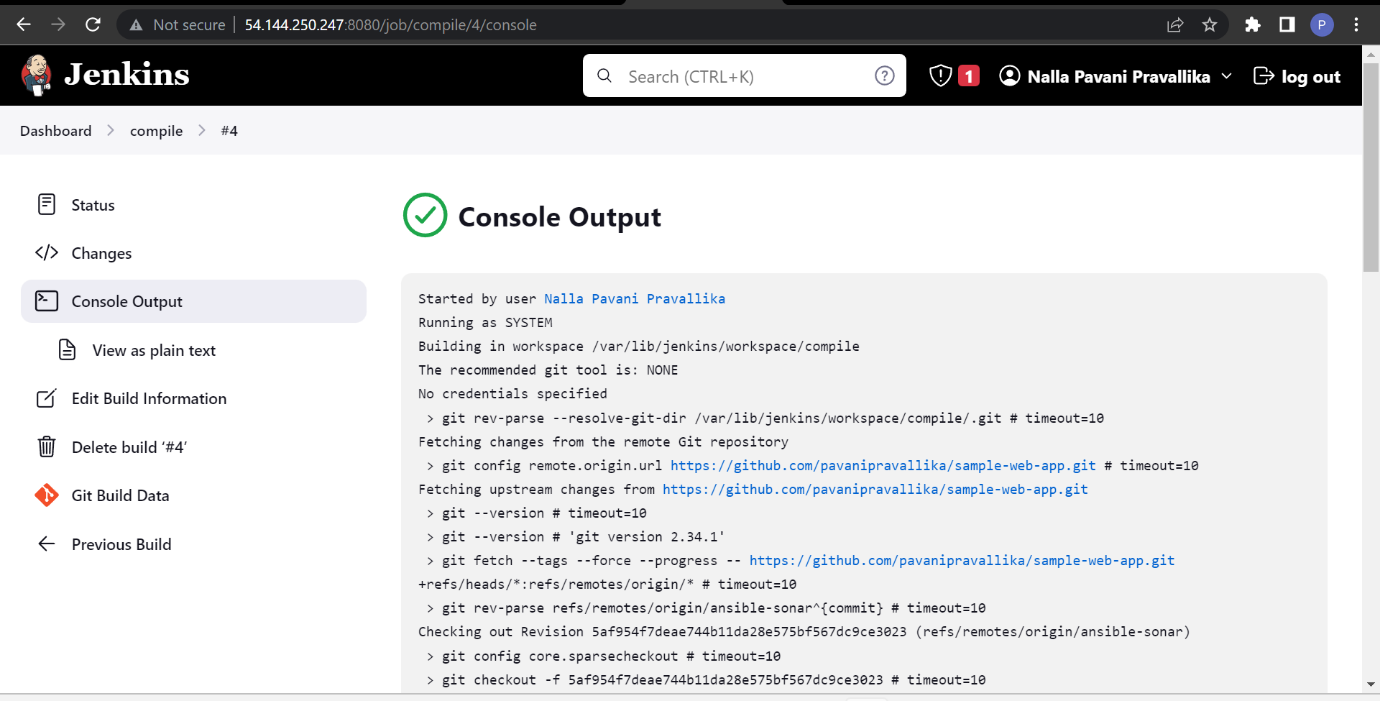 Not secure | 54.144.250.247:8080/job/compile/4/console
P
Jenkins
Search (CTRL+K)
?
1
Nalla Pavani Pravallika
log out
Dashboard > compile > #4
Status
Changes
Console Output
View as plain text
Edit Build Information
Delete build ‘#4’
Git Build Data
Previous Build
Console Output
Started by user Nalla Pavani Pravallika
Running as SYSTEM
Building in workspace /var/lib/jenkins/workspace/compile
The recommended git tool is: NONE
No credentials specified
> git rev-parse --resolve-git-dir /var/lib/jenkins/workspace/compile/.git # timeout=10
Fetching changes from the remote Git repository
> git config remote.origin.url https://github.com/pavanipravallika/sample-web-app.git # timeout=10
Fetching upstream changes from https://github.com/pavanipravallika/sample-web-app.git
> git --version # timeout=10
> git --version # 'git version 2.34.1'
> git fetch --tags --force --progress -- https://github.com/pavanipravallika/sample-web-app.git
+refs/heads/*:refs/remotes/origin/* # timeout=10
> git rev-parse refs/remotes/origin/ansible-sonar^{commit} # timeout=10
Checking out Revision 5af954f7deae744b11da28e575bf567dc9ce3023 (refs/remotes/origin/ansible-sonar)
> git config core.sparsecheckout # timeout=10
> git checkout -f 5af954f7deae744b11da28e575bf567dc9ce3023 # timeout=10